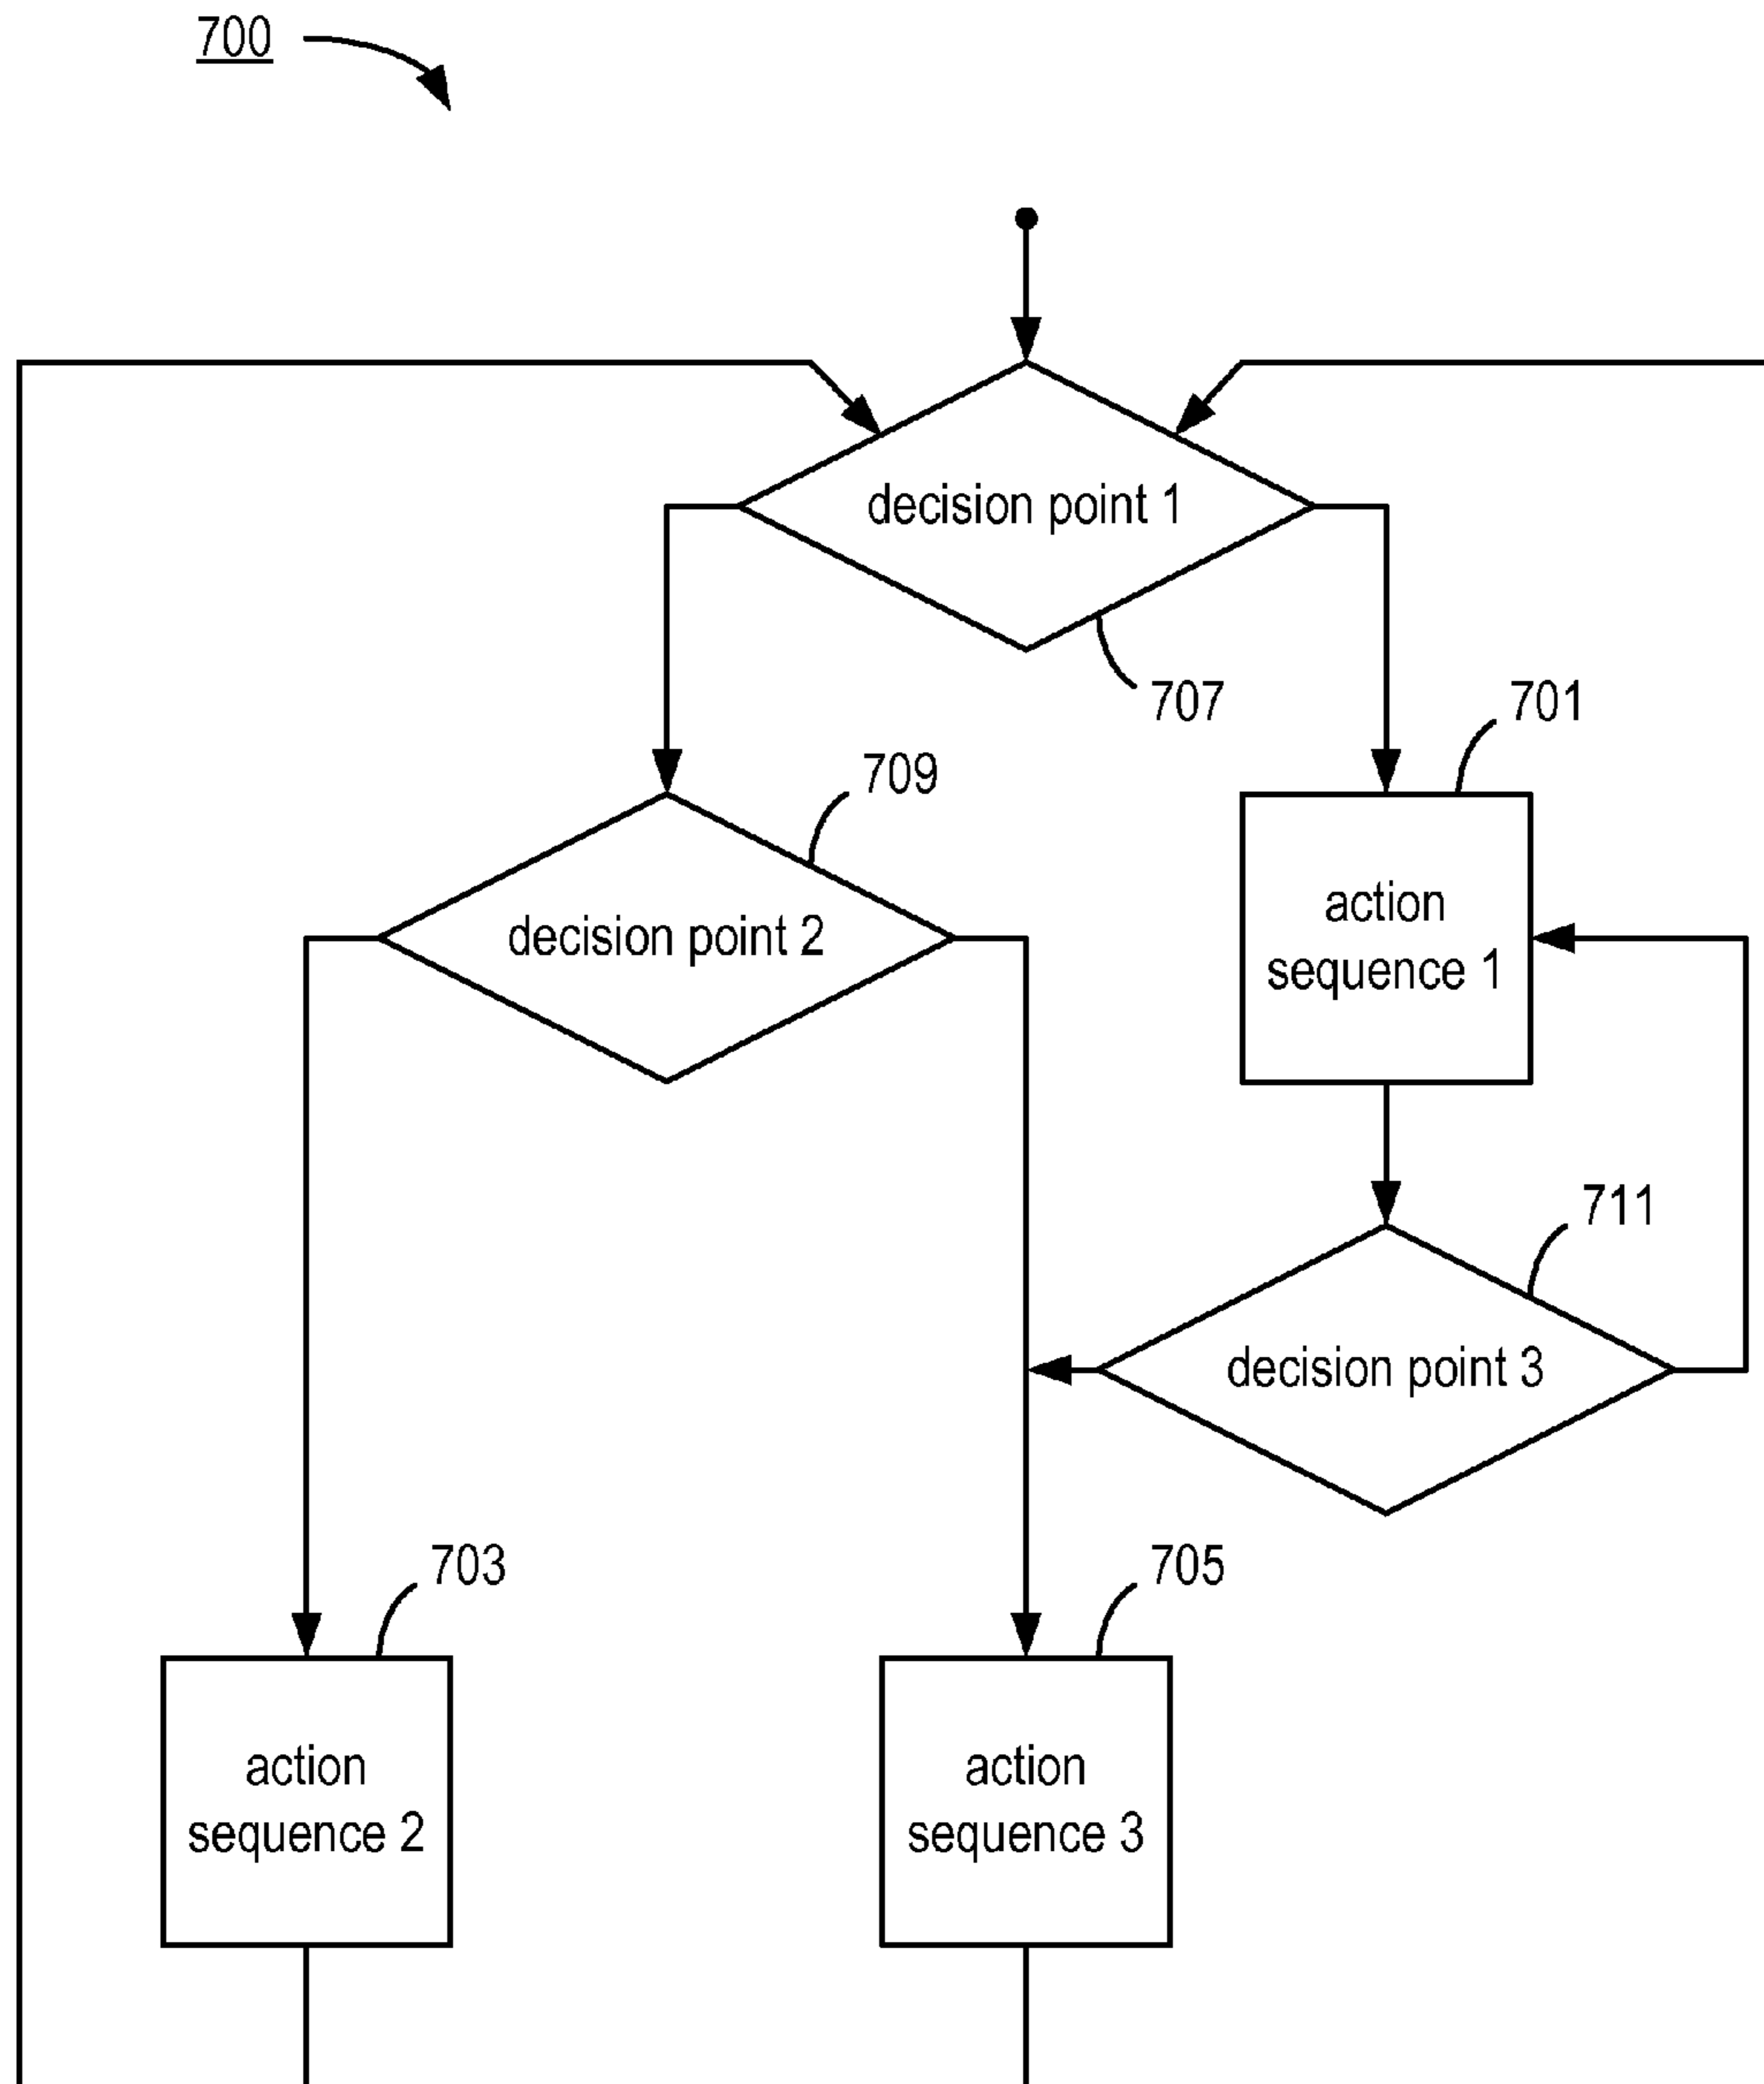 700
decision point 1
707
701
709
action
sequence 1
decision point 2
711
decision point 3
703
705
action
sequence 2
action
sequence 3